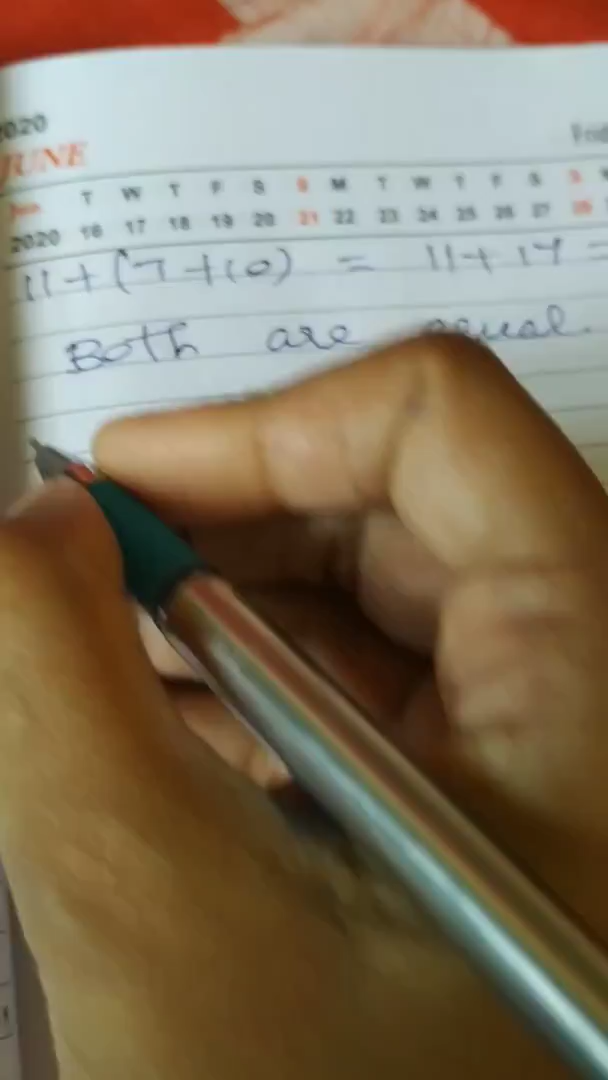 2020
JUNE
T W T F S S M T W T F S S
2020 16 17 18 19 20 21 22 23 24 25 26 27 28
11+(7+10) = 11+17 =
Both are equal.